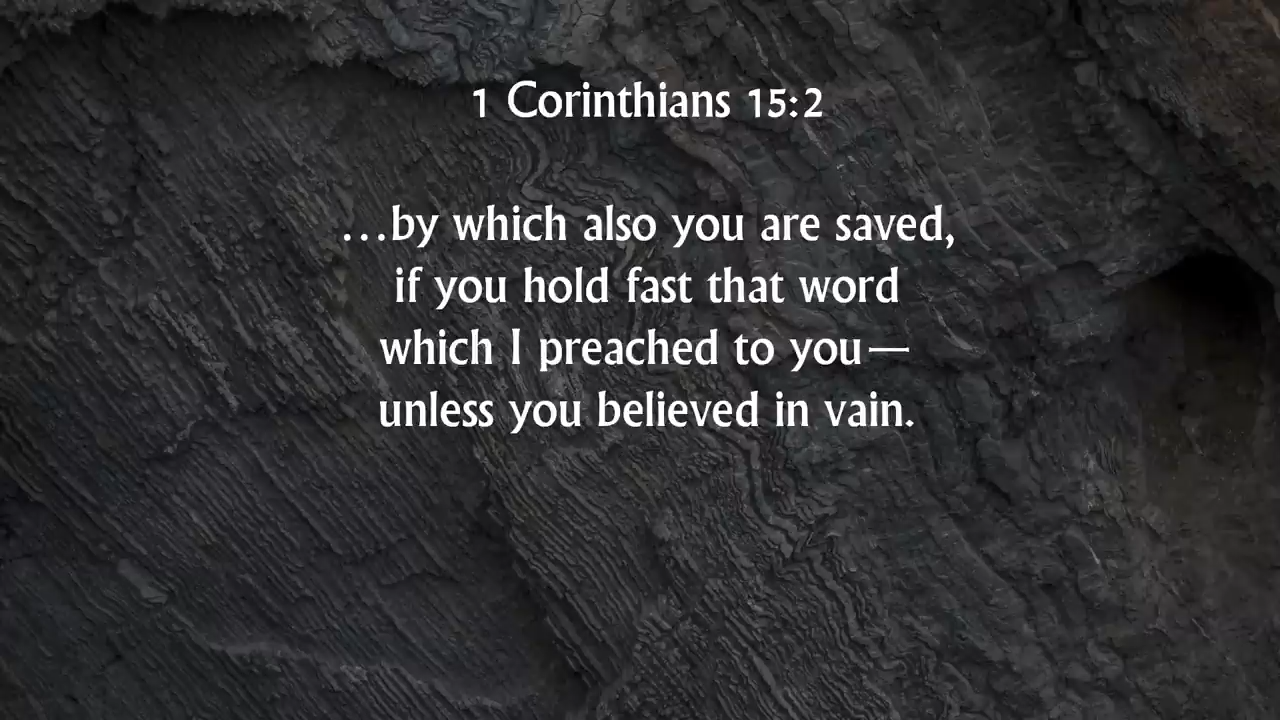 1 Corinthians 15:2
…by which also you are saved,
if you hold fast that word
which I preached to you—
unless you believed in vain.